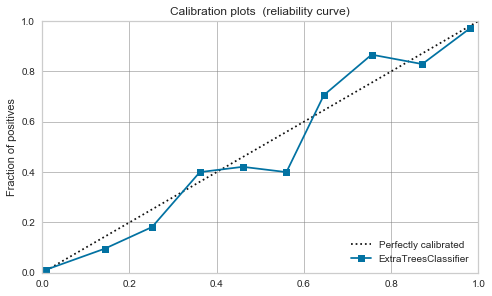 Calibration plots  (reliability curve)
1.0
0.8
0.6
0.4
0.2
0.0
Fraction of positives
0.0 0.2 0.4 0.6 0.8 1.0
Perfectly calibrated
ExtraTreesClassifier